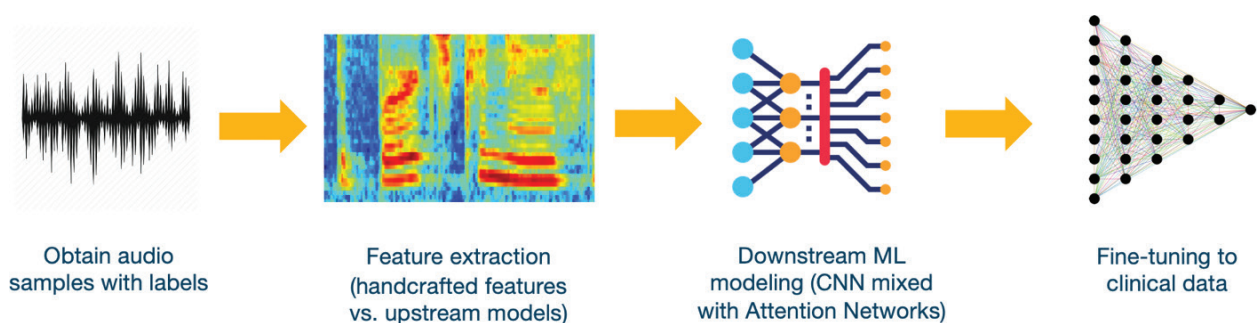 Obtain audio
samples with labels
Feature extraction
(handcrafted features
vs. upstream models)
Downstream ML
modeling (CNN mixed
with Attention Networks)
Fine-tuning to
clinical data